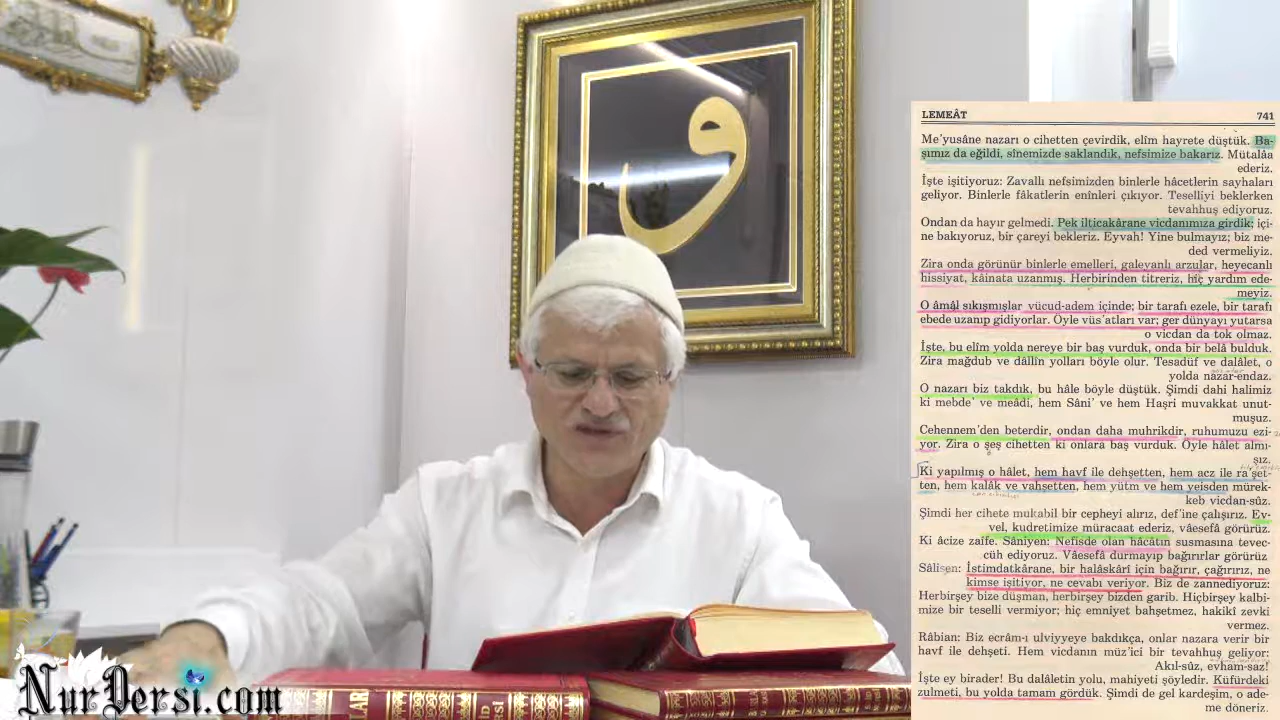 و
LEMEÂT 741
Me'yusâne nazarı o cihetten çevirdik, elîm hayrete düştük. Ba-
şımız da eğildi, sînemizde saklandık, nefsimize bakarız. Mütalâa
ederiz.
İşte işitiyoruz: Zavallı nefsimizden binlerle hâcetlerin sayhaları
geliyor. Binlerle fâkatlerin enînleri çıkıyor. Teselliyi beklerken
tevahhuş ediyoruz.
Ondan da hayır gelmedi. Pek ilticakârane vicdanımıza girdik; içi-
ne bakıyoruz, bir çareyi bekleriz. Eyvah! Yine bulmayız; biz me-
ded vermeliyiz.
Zira onda görünür binlerle emelleri, galeyanlı arzular, heyecanlı
hissiyat, kâinata uzanmış. Herbirinden titreriz, hiç yardım ede-
meyiz.
O âmâl sıkışmışlar vücud-adem içinde; bir tarafı ezele, bir tarafı
ebede uzanıp gidiyorlar. Öyle vüs'atları var; ger dünyayı yutarsa
o vicdan da tok olmaz.
İşte, bu elîm yolda nereye bir baş vurduk, onda bir belâ bulduk.
Zira mağdub ve dâllîn yolları böyle olur. Tesadüf ve dalâlet, o
yolda nazar-endaz.
O nazarı biz takdık, bu hâle böyle düştük. Şimdi dahi halimiz
ki mebde' ve meâdi, hem Sâni' ve hem Haşri muvakkat unut-
muşuz.
Cehennem'den beterdir, ondan daha muhrikdir, ruhumuzu ezi-
yor. Zira o şeş cihetten ki onlara baş vurduk. Öyle hâlet almı-
şız.
Ki yapılmış o hâlet, hem havf ile dehşetten, hem acz ile ra'şet-
ten, hem kalâk ve vahşetten, hem yütm ve hem yeisden mürek-
keb vicdan-sûz.
Şimdi her cihete mukabil bir cepheyi alırız, def'ine çalışırız. Ev-
vel, kudretimize müracaat ederiz, vâesefâ görürüz.
Ki âcize zaife. Sâniyen: Nefisde olan hâcâtın susmasına tevec-
cüh ediyoruz. Vâesefâ durmayıp bağırırlar görürüz
Sâlisen: İstimdatkârane, bir halâskârî için bağırır, çağırırız, ne
kimse işitiyor, ne cevabı veriyor. Biz de zannediyoruz:
Herbirşey bize düşman, herbirşey bizden garib. Hiçbirşey kalbi-
mize bir teselli vermiyor; hiç emniyet bahşetmez, hakikî zevki
vermez.
Râbian: Biz ecrâm-ı ulviyyeye bakdıkça, onlar nazara verir bir
havf ile dehşeti. Hem vicdanın müz'ici bir tevahhuş geliyor:
Akıl-sûz, evham-saz!
İşte ey birader! Bu dalâletin yolu, mahiyeti şöyledir. Küfürdeki
zulmeti, bu yolda tamam gördük. Şimdi de gel kardeşim, o ade-
me döneriz.
NurDersi.com